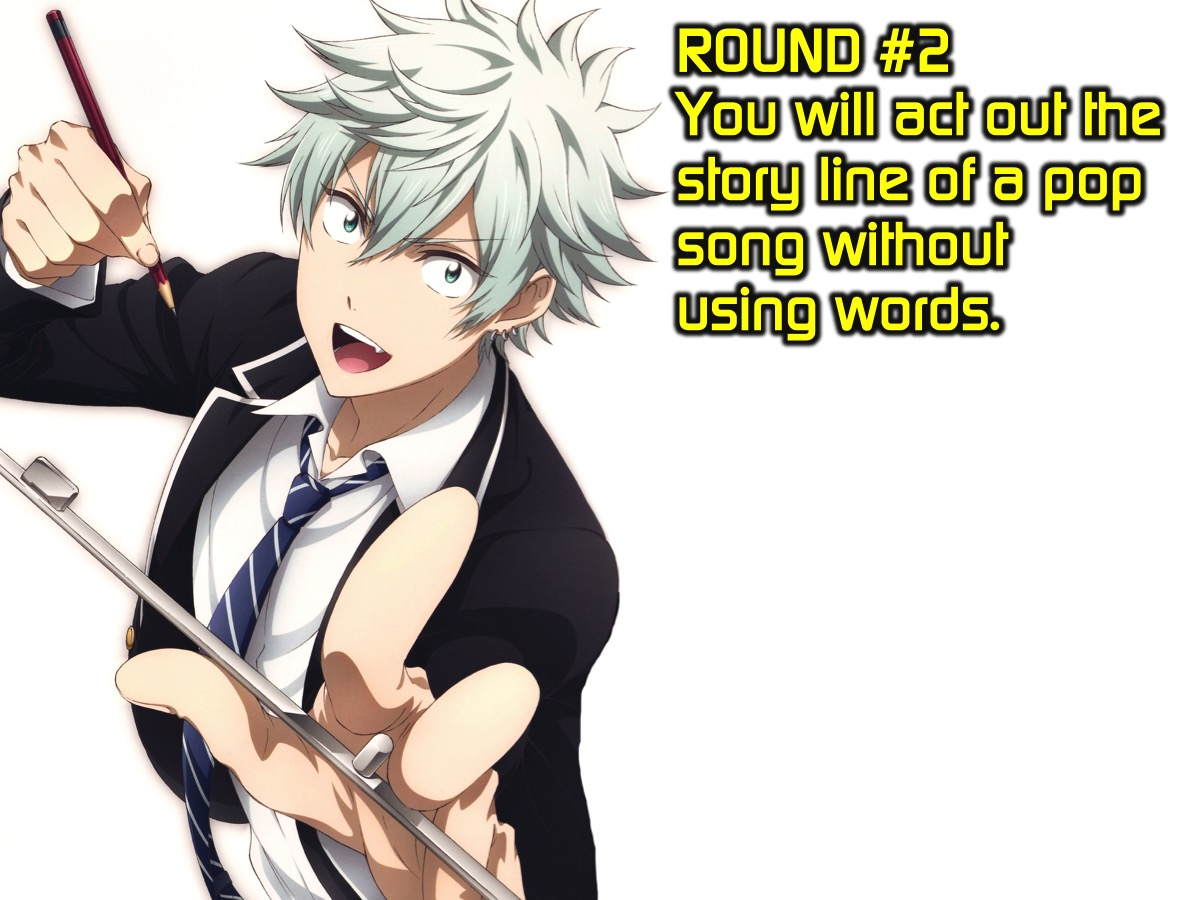 ROUND #2
You will act out the
story line of a pop
song without
using words.